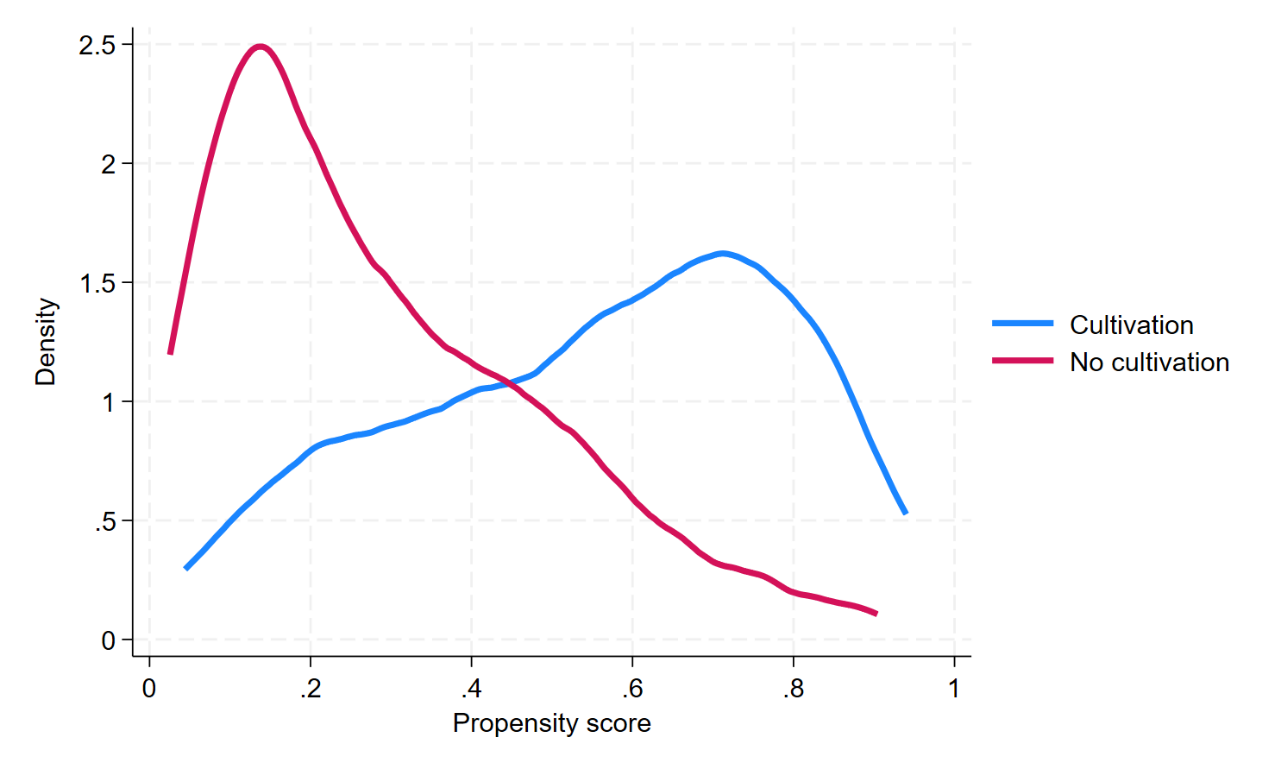 2.5
2
1.5
1
.5
0
Density
0 .2 .4 .6 .8 1
Propensity score
Cultivation
No cultivation